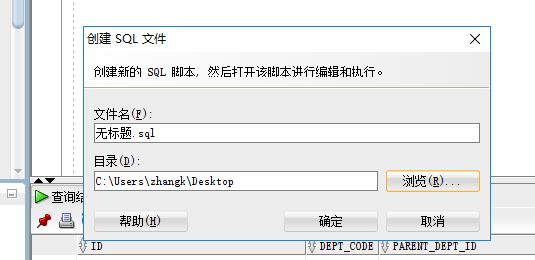 创建 SQL 文件
创建新的 SQL 脚本, 然后打开该脚本进行编辑和执行。
文件名(F):
无标题.sql
目录(D):
C:\Users\zhangk\Desktop
浏览(R)...
查询结
帮助(H)
确定
取消
ID
DEPT_CODE
PARENT_DEPT_ID